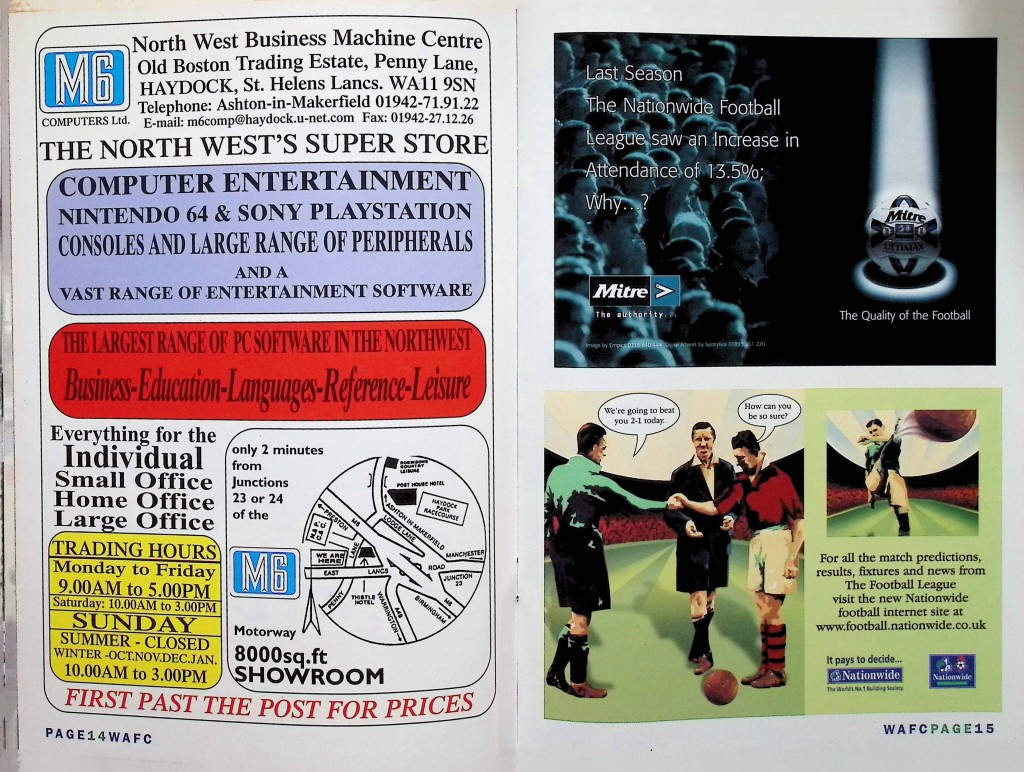 M6
COMPUTERS Ltd.
North West Business Machine Centre
Old Boston Trading Estate, Penny Lane,
HAYDOCK, St. Helens Lancs. WA11 9SN
Telephone: Ashton-in-Makerfield 01942-71.91.22
E-mail: m6comp@haydock.u-net.com Fax: 01942-27.12.26
THE NORTH WEST'S SUPER STORE
COMPUTER ENTERTAINMENT
NINTENDO 64 & SONY PLAYSTATION
CONSOLES AND LARGE RANGE OF PERIPHERALS
AND A
VAST RANGE OF ENTERTAINMENT SOFTWARE
THE LARGEST RANGE OF PC SOFTWARE IN THE NORTHWEST
Business-Education-Languages-Reference-Leisure
Everything for the
Individual
Small Office
Home Office
Large Office
TRADING HOURS
Monday to Friday
9.00AM to 5.00PM
Saturday: 10.00AM to 3.00PM
SUNDAY
SUMMER - CLOSED
WINTER -OCT.NOV.DEC.JAN.
10.00AM to 3.00PM
only 2 minutes
from
Junctions
23 or 24
of the
M6
Motorway
8000sq.ft
SHOWROOM
ROBINSONS
COUNTRY
LEISURE
POST HOUSE HOTEL
HAYDOCK
PARK
RACECOURSE
ASHTON IN MAKERFIELD
LODGE LANE
PRESTON
M6
WE ARE
HERE
LANE
EAST
LANCS
ROAD
MANCHESTER
JUNCTION
23
PENNY
THISTLE
HOTEL
A49
WARRINGTON
BIRMINGHAM
M6
FIRST PAST THE POST FOR PRICES
PAGE14WAFC
Last Season
The Nationwide Football
League saw an Increase in
Attendance of 13.5%;
Why...?
Mitre
The authority...
Mitre
ULTIMAX
The Quality of the Football
We're going to beat
you 2-1 today.
How can you
be so sure?
For all the match predictions,
results, fixtures and news from
The Football League
visit the new Nationwide
football internet site at
www.football.nationwide.co.uk
It pays to decide...
Nationwide
The World's No.1 Building Society
Nationwide
WAFCPAGE15